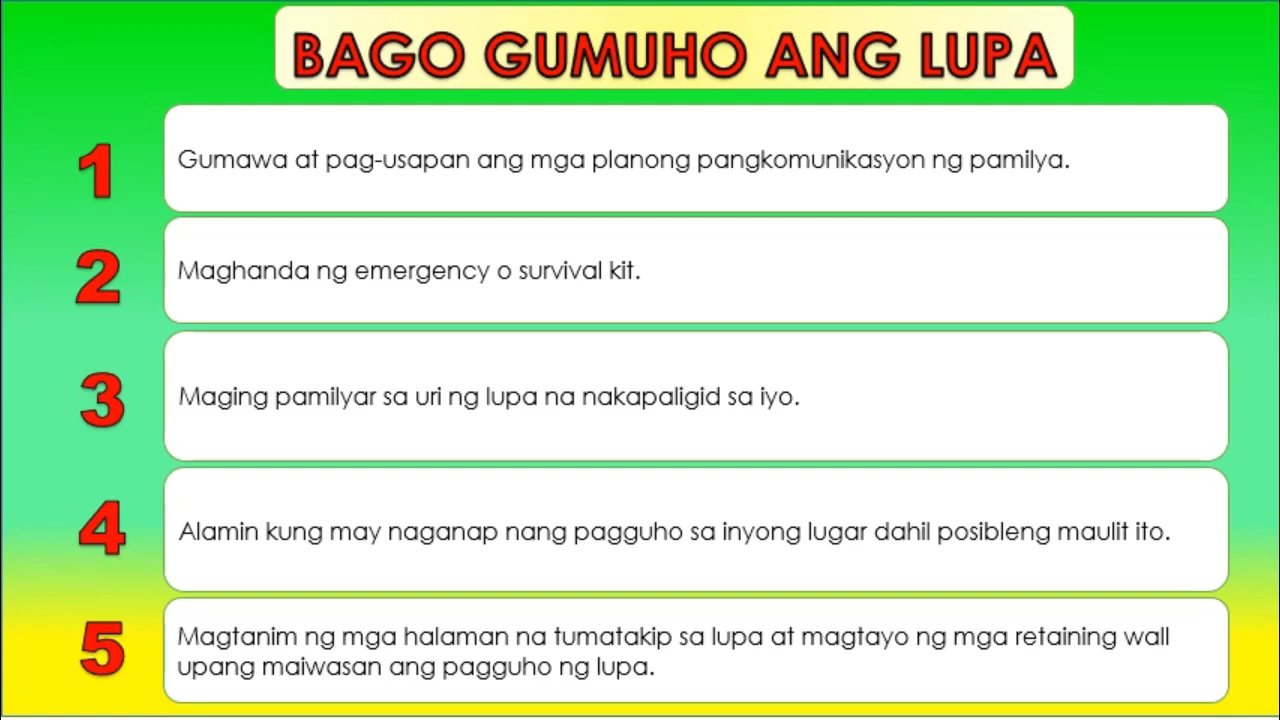 BAGO GUMUHO ANG LUPA
1
Gumawa at pag-usapan ang mga planong pangkomunikasyon ng pamilya.
2
Maghanda ng emergency o survival kit.
3
Maging pamilyar sa uri ng lupa na nakapaligid sa iyo.
4
Alamin kung may naganap nang pagguho sa inyong lugar dahil posibleng maulit ito.
5
Magtanim ng mga halaman na tumatakip sa lupa at magtayo ng mga retaining wall
upang maiwasan ang pagguho ng lupa.